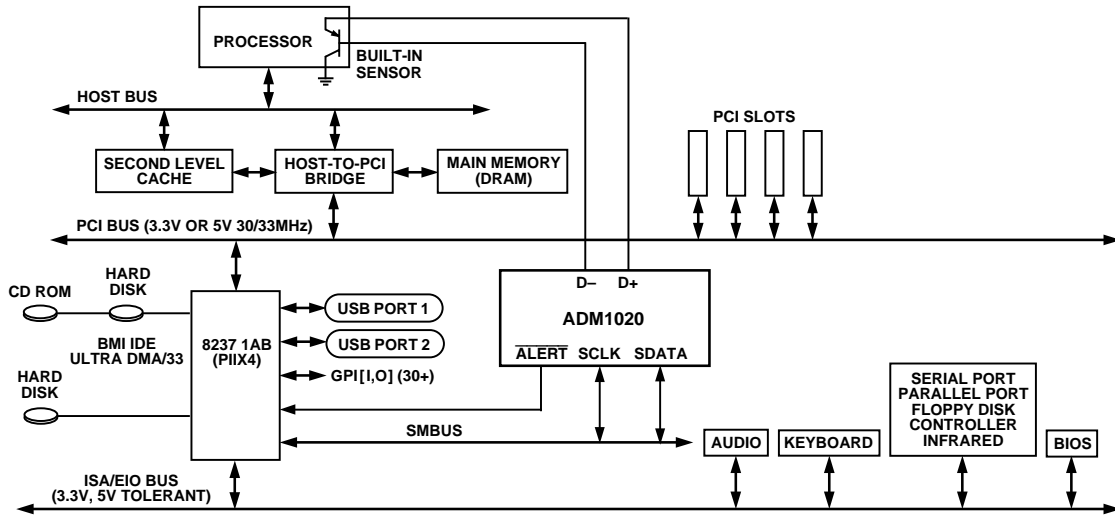 PROCESSOR
BUILT-IN
SENSOR
HOST BUS
PCI SLOTS
SECOND LEVEL
CACHE
HOST-TO-PCI
BRIDGE
MAIN MEMORY
(DRAM)
PCI BUS (3.3V OR 5V 30/33MHz)
CD ROM
HARD
DISK
BMI IDE
ULTRA DMA/33
HARD
DISK
8237 1AB
(PIIX4)
USB PORT 1
USB PORT 2
GPI[I,O] (30+)
D– D+
ADM1020
ALERT SCLK SDATA
SMBUS
AUDIO
KEYBOARD
SERIAL PORT
PARALLEL PORT
FLOPPY DISK
CONTROLLER
INFRARED
BIOS
ISA/EIO BUS
(3.3V, 5V TOLERANT)